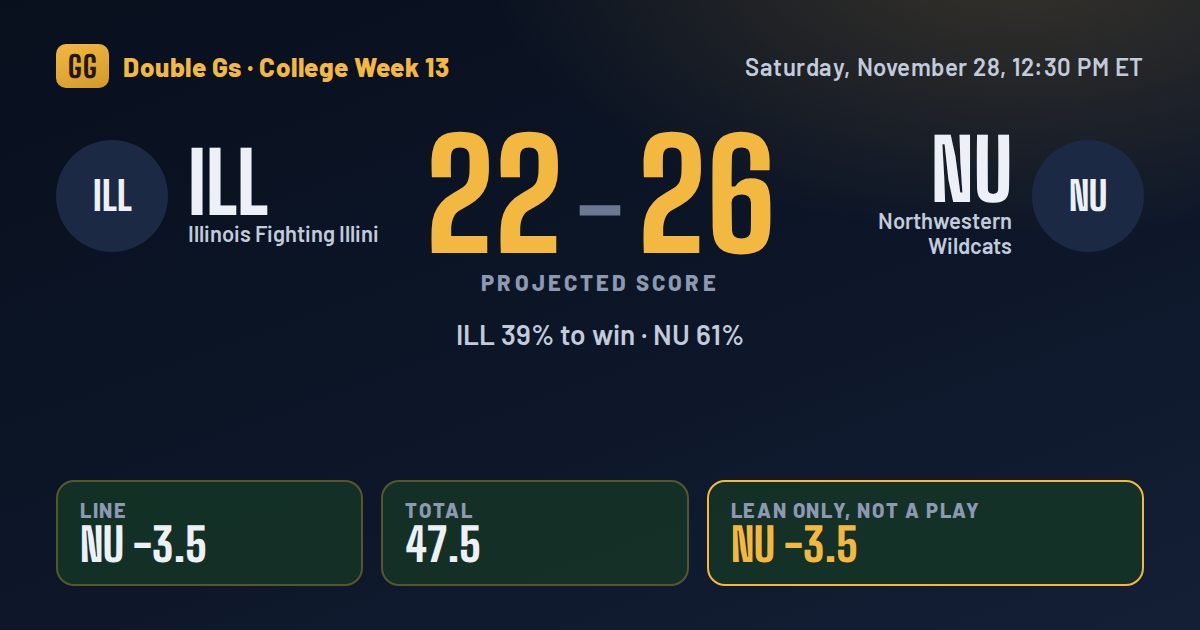 GG Double Gs · College Week 13
Saturday, November 28, 12:30 PM ET
ILL
ILL
Illinois Fighting Illini
22 – 26
PROJECTED SCORE
ILL 39% to win · NU 61%
NU
Northwestern
Wildcats
NU
LINE
NU −3.5
TOTAL
47.5
LEAN ONLY, NOT A PLAY
NU −3.5